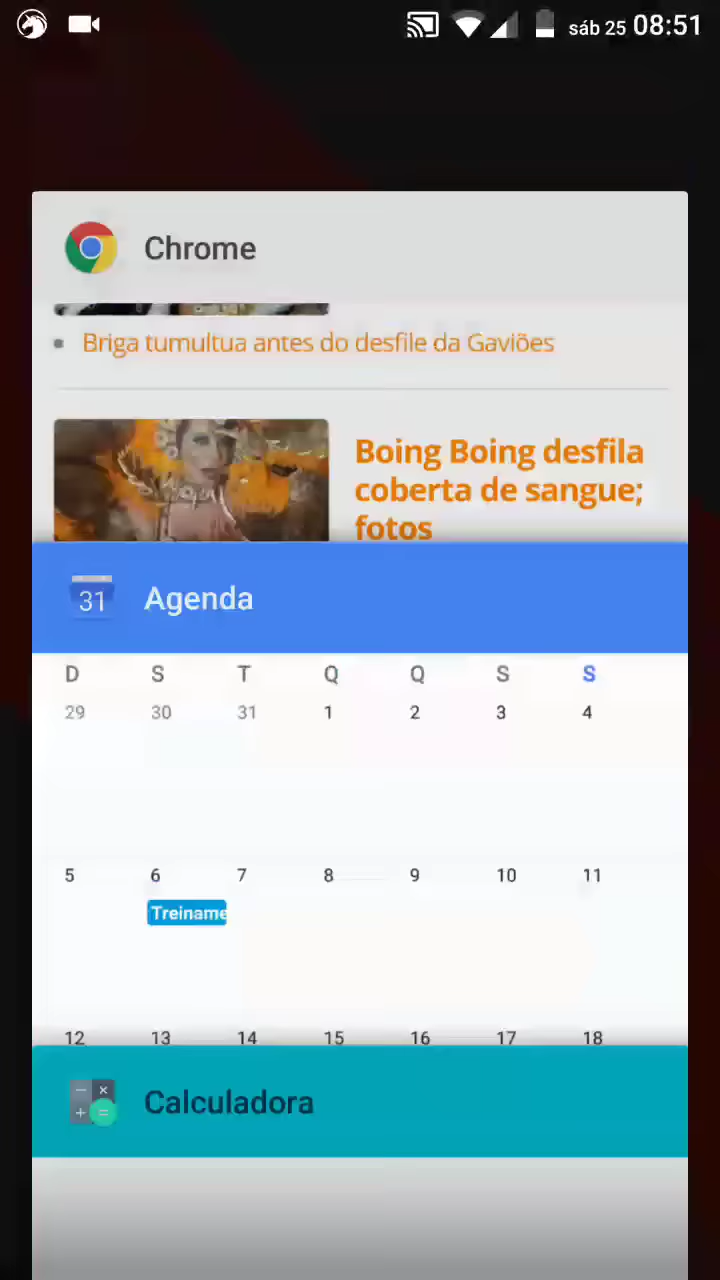 sáb 25 08:51
Chrome
Briga tumultua antes do desfile da Gaviões
Boing Boing desfila
coberta de sangue;
fotos
31 Agenda
D S T Q Q S S
29 30 31 1 2 3 4
5 6 7 8 9 10 11
Treiname
12 13 14 15 16 17 18
Calculadora